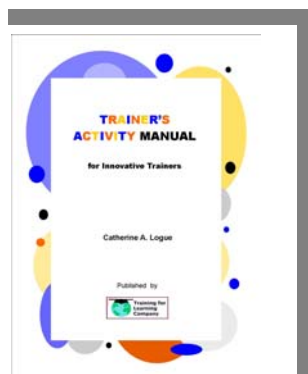 TRAINER'S
ACTIVITY MANUAL
for Innovative Trainers
Catherine A. Logue
Published by
Training for
Learning
Company